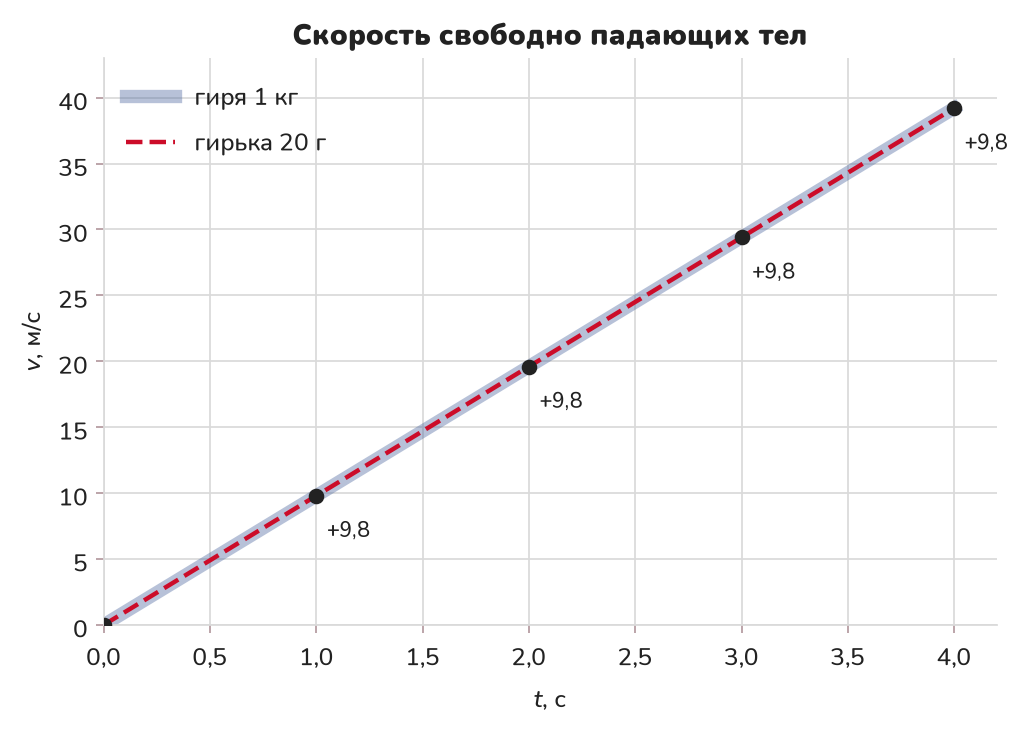 Скорость свободно падающих тел
гиря 1 кг
гирька 20 г
v, м/с
40
35
30
25
20
15
10
5
0
+9,8
+9,8
+9,8
+9,8
0,0 0,5 1,0 1,5 2,0 2,5 3,0 3,5 4,0
t, с